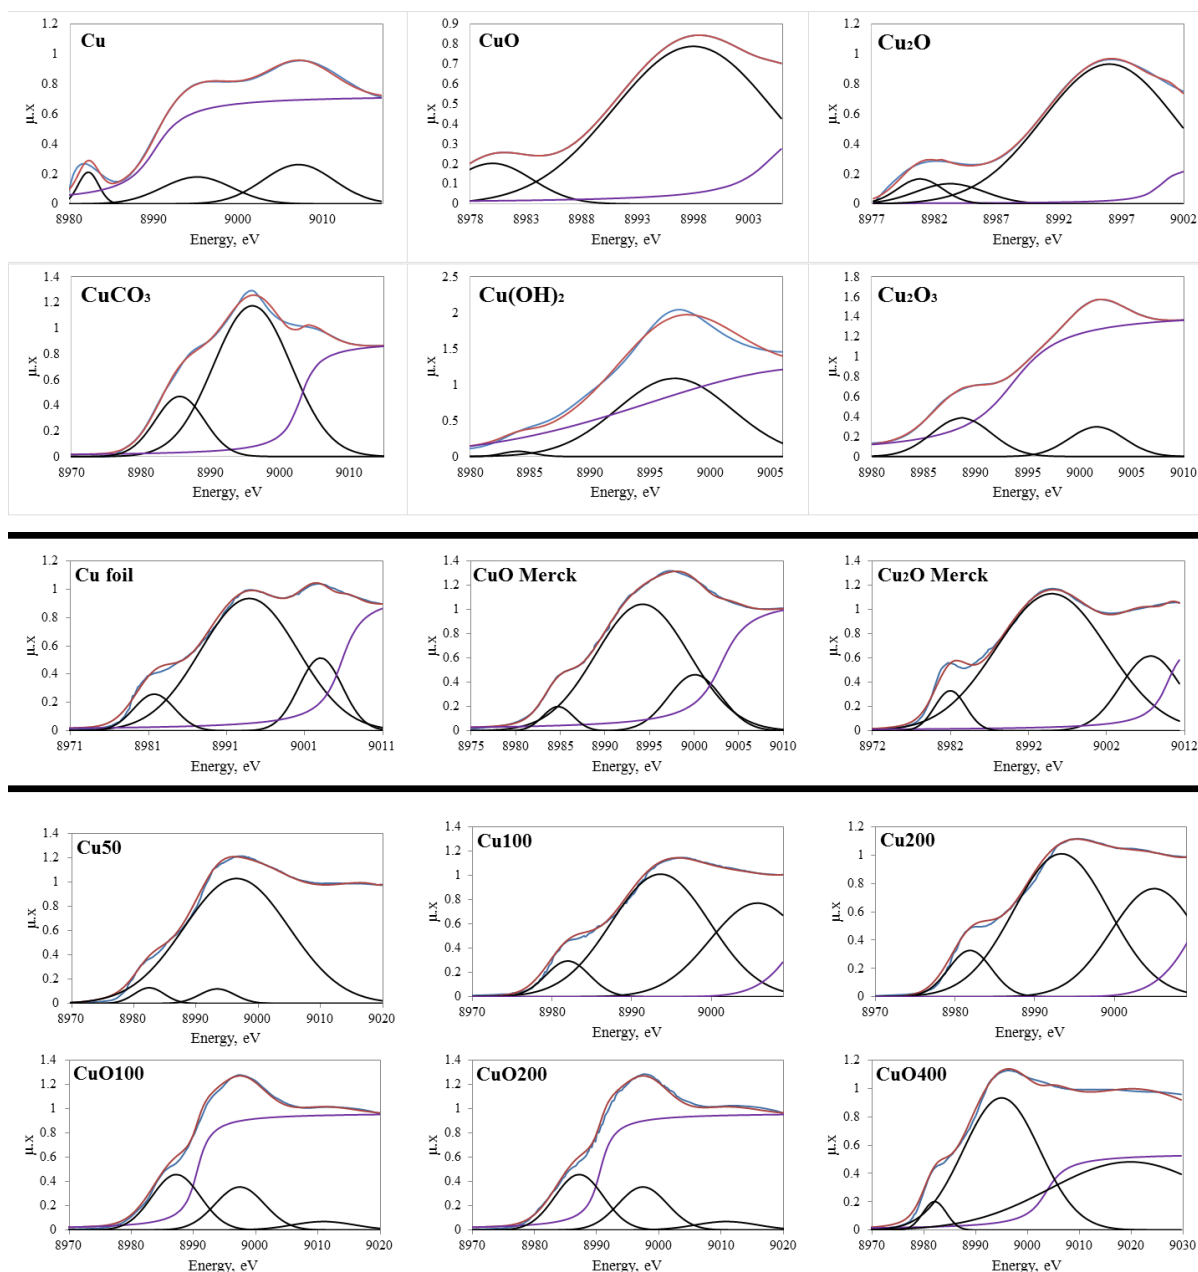 Cu
μ.x
1.2
1
0.8
0.6
0.4
0.2
0
8980 8990 9000 9010
Energy, eV
CuO
μ.x
0.9
0.8
0.7
0.6
0.5
0.4
0.3
0.2
0.1
0
8978 8983 8988 8993 8998 9003
Energy, eV
Cu₂O
μ.x
1.2
1
0.8
0.6
0.4
0.2
0
8977 8982 8987 8992 8997 9002
Energy, eV
CuCO₃
μ.x
1.4
1.2
1
0.8
0.6
0.4
0.2
0
8970 8980 8990 9000 9010
Energy, eV
Cu(OH)₂
μ.x
2.5
2
1.5
1
0.5
0
8980 8985 8990 8995 9000 9005
Energy, eV
Cu₂O₃
μ.x
1.8
1.6
1.4
1.2
1
0.8
0.6
0.4
0.2
0
8980 8985 8990 8995 9000 9005 9010
Energy, eV
Cu foil
μ.x
1.2
1
0.8
0.6
0.4
0.2
0
8971 8981 8991 9001 9011
Energy, eV
CuO Merck
μ.x
1.4
1.2
1
0.8
0.6
0.4
0.2
0
8975 8980 8985 8990 8995 9000 9005 9010
Energy, eV
Cu₂O Merck
μ.x
1.4
1.2
1
0.8
0.6
0.4
0.2
0
8972 8982 8992 9002 9012
Energy, eV
Cu50
μ.x
1.4
1.2
1
0.8
0.6
0.4
0.2
0
8970 8980 8990 9000 9010 9020
Energy, eV
Cu100
μ.x
1.4
1.2
1
0.8
0.6
0.4
0.2
0
8970 8980 8990 9000
Energy, eV
Cu200
μ.x
1.2
1
0.8
0.6
0.4
0.2
0
8970 8980 8990 9000
Energy, eV
CuO100
μ.x
1.4
1.2
1
0.8
0.6
0.4
0.2
0
8970 8980 8990 9000 9010 9020
Energy, eV
CuO200
μ.x
1.4
1.2
1
0.8
0.6
0.4
0.2
0
8970 8980 8990 9000 9010 9020
Energy, eV
CuO400
μ.x
1.2
1
0.8
0.6
0.4
0.2
0
8970 8980 8990 9000 9010 9020 9030
Energy, eV